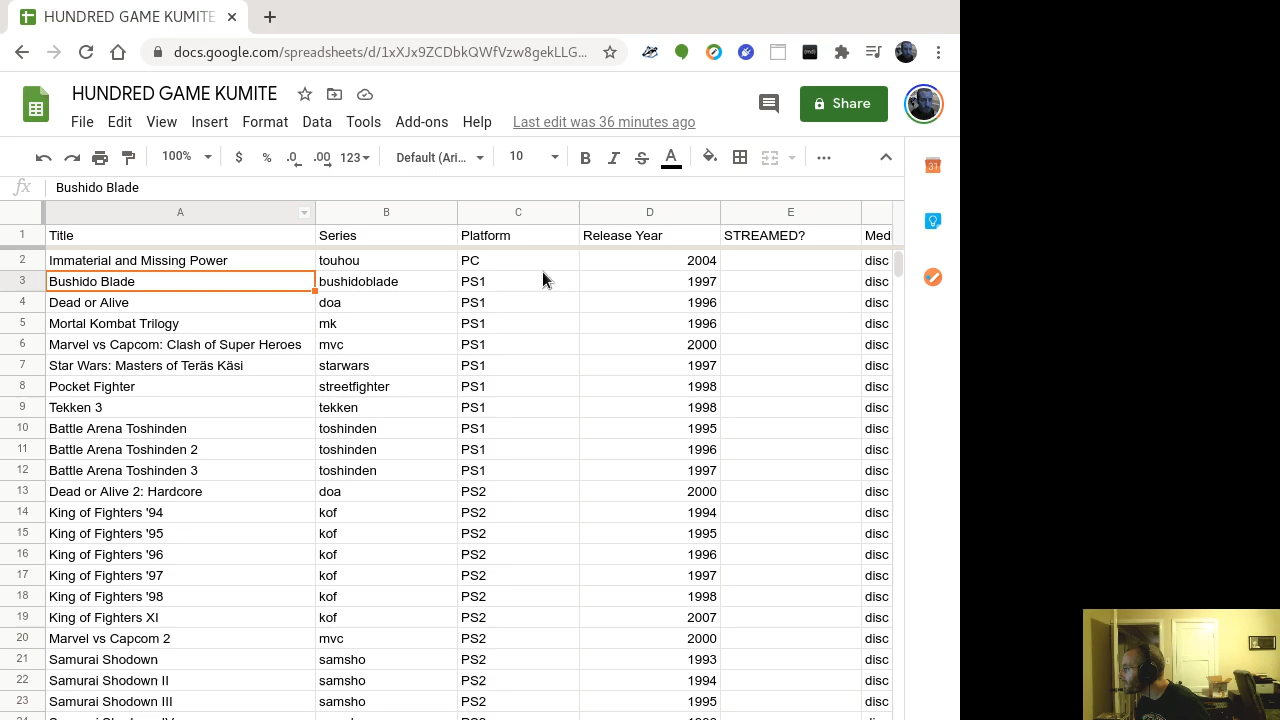 HUNDRED GAME KUMITE
docs.google.com/spreadsheets/d/1xXJx9ZCDbkQWfVzw8gekLLG...
HUNDRED GAME KUMITE
Share
File Edit View Insert Format Data Tools Add-ons Help Last edit was 36 minutes ago
100% $ % .0 .00 123 Default (Ari... 10 B I S A
31
fx Bushido Blade
A B C D E
1 Title Series Platform Release Year STREAMED? Med
2 Immaterial and Missing Power touhou PC 2004 disc
3 Bushido Blade bushidoblade PS1 1997 disc
4 Dead or Alive doa PS1 1996 disc
5 Mortal Kombat Trilogy mk PS1 1996 disc
6 Marvel vs Capcom: Clash of Super Heroes mvc PS1 2000 disc
7 Star Wars: Masters of Teräs Käsi starwars PS1 1997 disc
8 Pocket Fighter streetfighter PS1 1998 disc
9 Tekken 3 tekken PS1 1998 disc
10 Battle Arena Toshinden toshinden PS1 1995 disc
11 Battle Arena Toshinden 2 toshinden PS1 1996 disc
12 Battle Arena Toshinden 3 toshinden PS1 1997 disc
13 Dead or Alive 2: Hardcore doa PS2 2000 disc
14 King of Fighters '94 kof PS2 1994 disc
15 King of Fighters '95 kof PS2 1995 disc
16 King of Fighters '96 kof PS2 1996 disc
17 King of Fighters '97 kof PS2 1997 disc
18 King of Fighters '98 kof PS2 1998 disc
19 King of Fighters XI kof PS2 2007 disc
20 Marvel vs Capcom 2 mvc PS2 2000 disc
21 Samurai Shodown samsho PS2 1993 disc
22 Samurai Shodown II samsho PS2 1994 disc
23 Samurai Shodown III samsho PS2 1995 disc